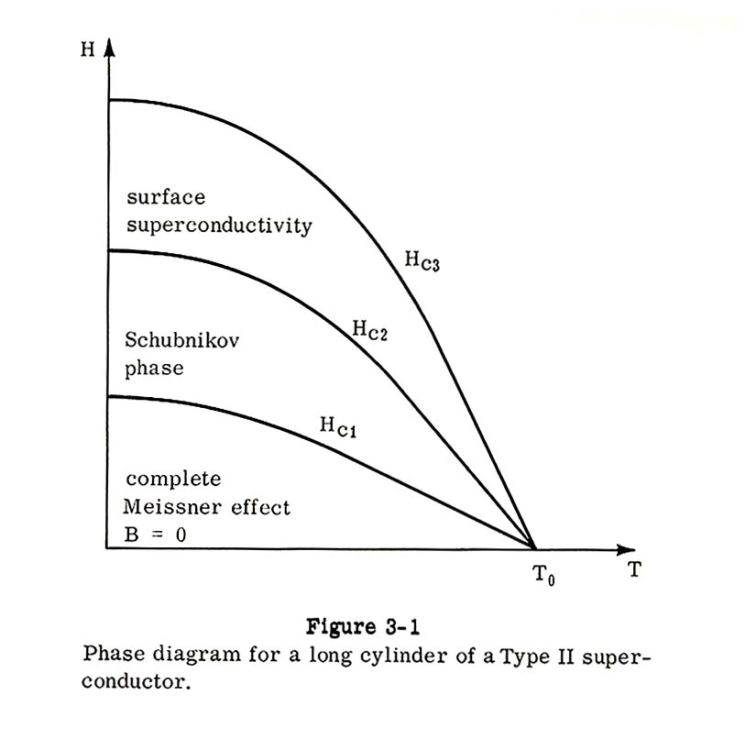 H
surface
superconductivity
HC3
HC2
Schubnikov
phase
HC1
complete
Meissner effect
B = 0
T0
T
Figure 3-1
Phase diagram for a long cylinder of a Type II super-
conductor.